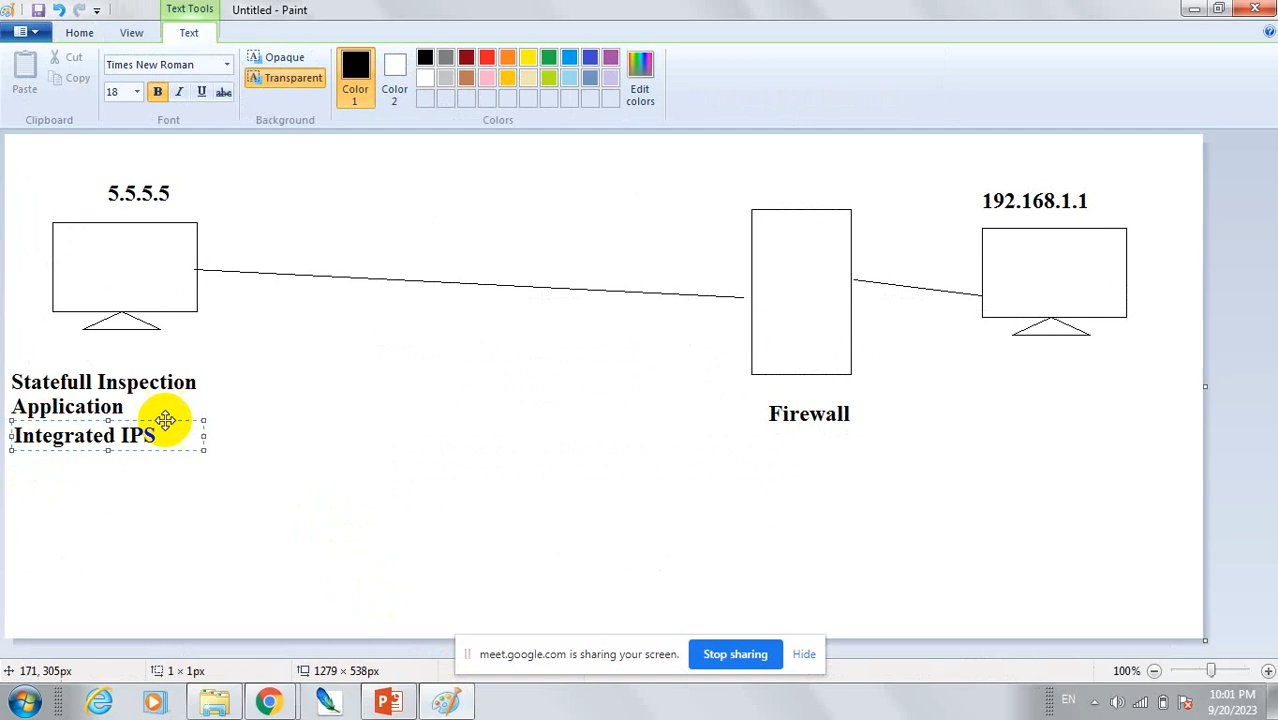 Text Tools
Untitled - Paint
Home
View
Text
Paste
Cut
Copy
Clipboard
Times New Roman
18
B
I
U
abc
Font
Opaque
Transparent
Background
Color
1
Color
2
Edit
colors
Colors
5.5.5.5
192.168.1.1
Statefull Inspection
Application
Integrated IPS
Firewall
meet.google.com is sharing your screen.
Stop sharing
Hide
171, 305px
1 × 1px
1279 × 538px
100%
EN
10:01 PM
9/20/2023